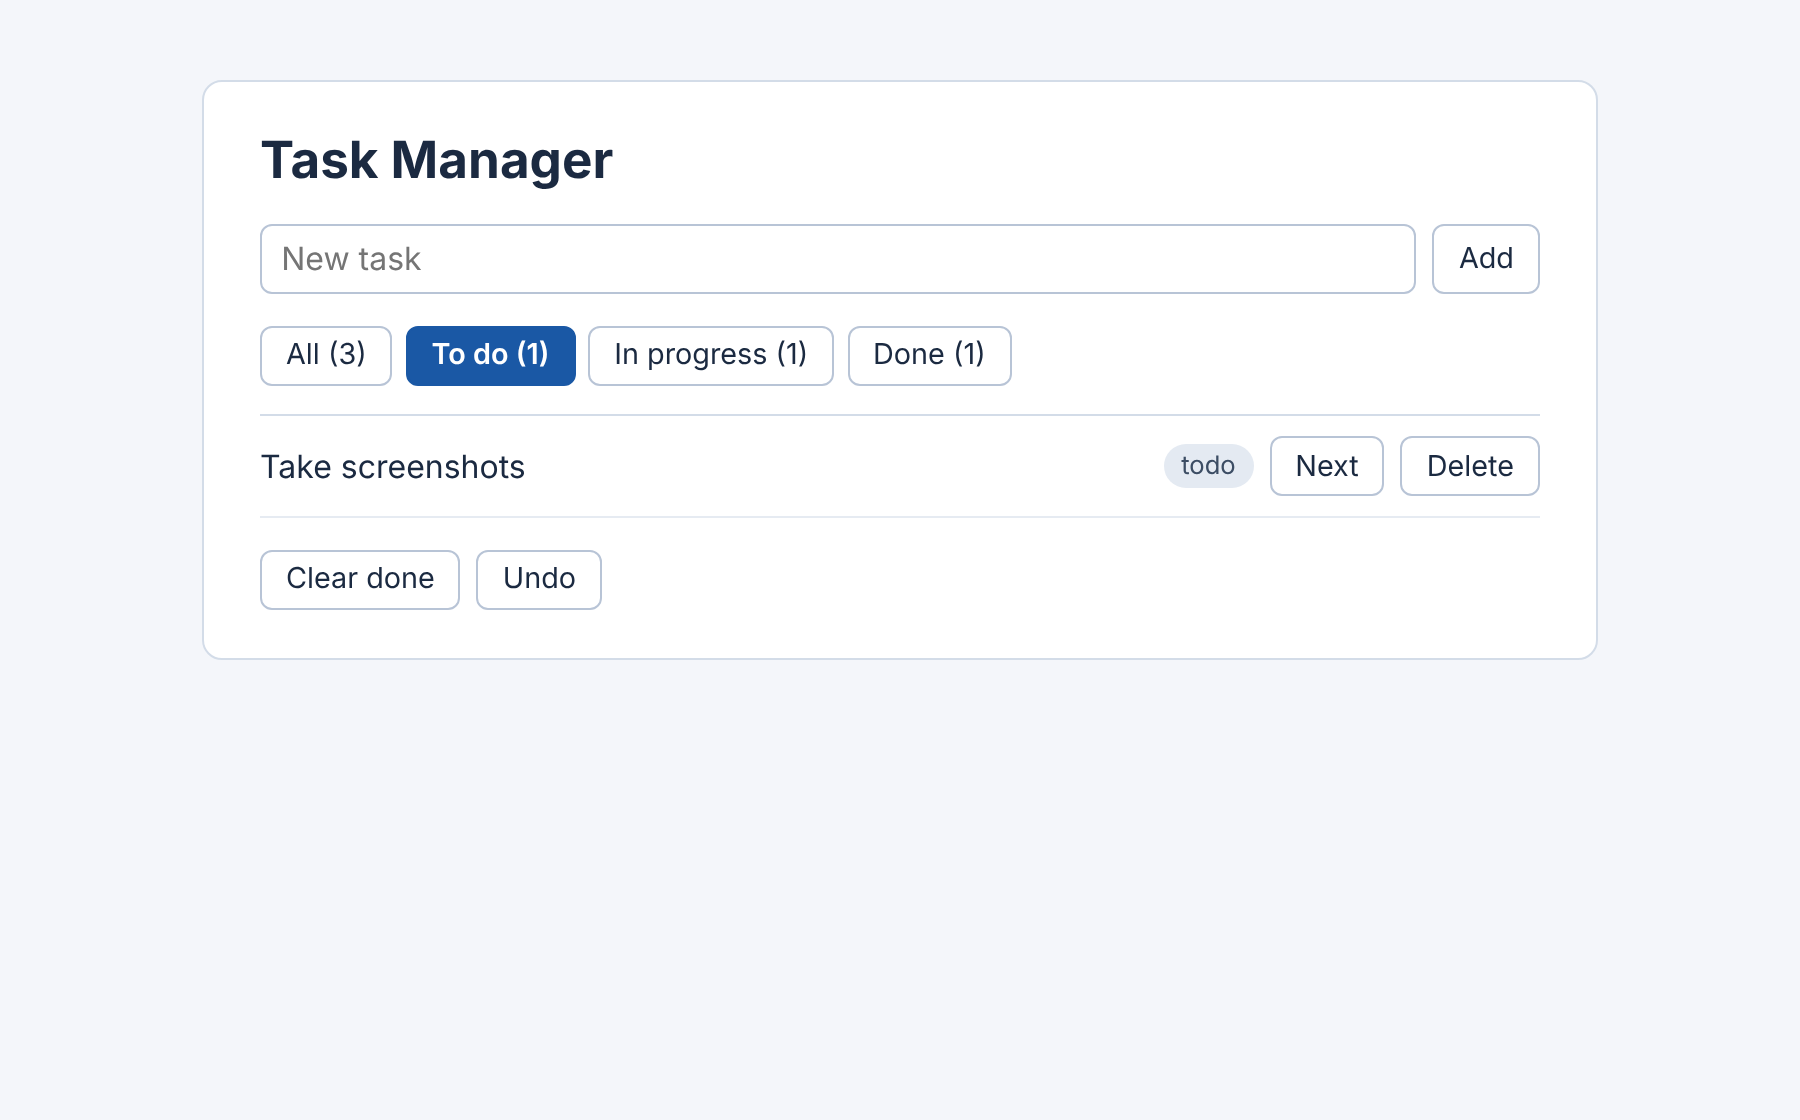 Task Manager
New task Add
All (3) To do (1) In progress (1) Done (1)
Take screenshots todo Next Delete
Clear done Undo